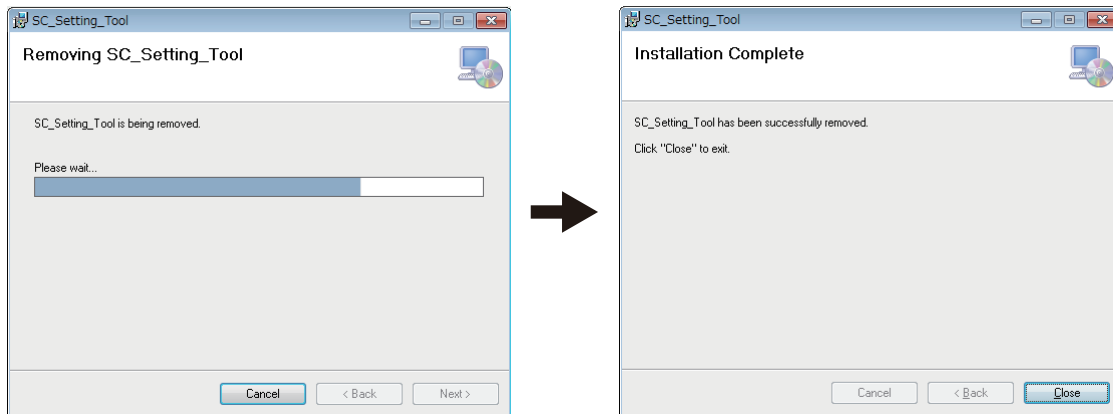 SC_Setting_Tool
Removing SC_Setting_Tool
SC_Setting_Tool is being removed.
Please wait...
Cancel
< Back
Next >
SC_Setting_Tool
Installation Complete
SC_Setting_Tool has been successfully removed.
Click "Close" to exit.
Cancel
< Back
Close